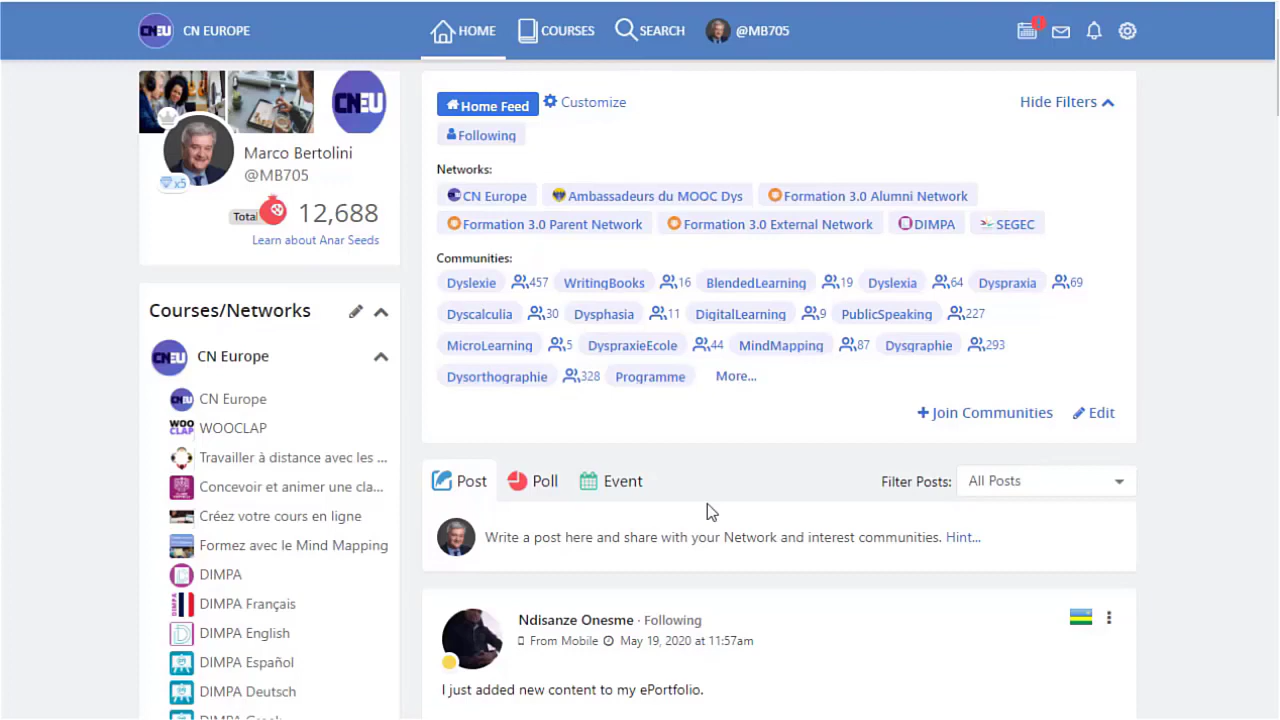 CNEU CN EUROPE HOME COURSES SEARCH @MB705
CNEU
Marco Bertolini
@MB705
x5
Total 12,688
Learn about Anar Seeds
Courses/Networks
CNEU CN Europe
CNEU CN Europe
WOOCLAP WOOCLAP
Travailler à distance avec les ...
Concevoir et animer une cla...
Créez votre cours en ligne
Formez avec le Mind Mapping
DIMPA
DIMPA Français
DIMPA English
DIMPA Español
DIMPA Deutsch
Home Feed Customize Hide Filters
Following
Networks:
CN Europe Ambassadeurs du MOOC Dys Formation 3.0 Alumni Network
Formation 3.0 Parent Network Formation 3.0 External Network DIMPA SEGEC
Communities:
Dyslexie 457 WritingBooks 16 BlendedLearning 19 Dyslexia 64 Dyspraxia 69
Dyscalculia 30 Dysphasia 11 DigitalLearning 9 PublicSpeaking 227
MicroLearning 5 DyspraxieEcole 44 MindMapping 87 Dysgraphie 293
Dysorthographie 328 Programme More...
+ Join Communities Edit
Post Poll Event Filter Posts: All Posts
Write a post here and share with your Network and interest communities. Hint...
Ndisanze Onesme · Following
From Mobile May 19, 2020 at 11:57am
I just added new content to my ePortfolio.